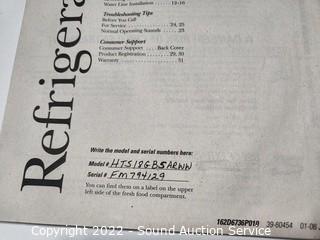 Refrigera
Water Line Installation . . . . . . . . . 12-16
Troubleshooting Tips
Before You Call
For Service . . . . . . . . . . . . . . . 24, 25
Normal Operating Sounds . . . . . 23
Consumer Support
Consumer Support . . . . Back Cover
Product Registration . . . . . . . 29, 30
Warranty . . . . . . . . . . . . . . . . . . 31
Write the model and serial numbers here:
Model # HTS18GBSARWW
Serial # FM794129
You can find them on a label on the upper
left side of the fresh food compartment.
162D6736P019 39-60454 01-06
Copyright 2022 - Sound Auction Service